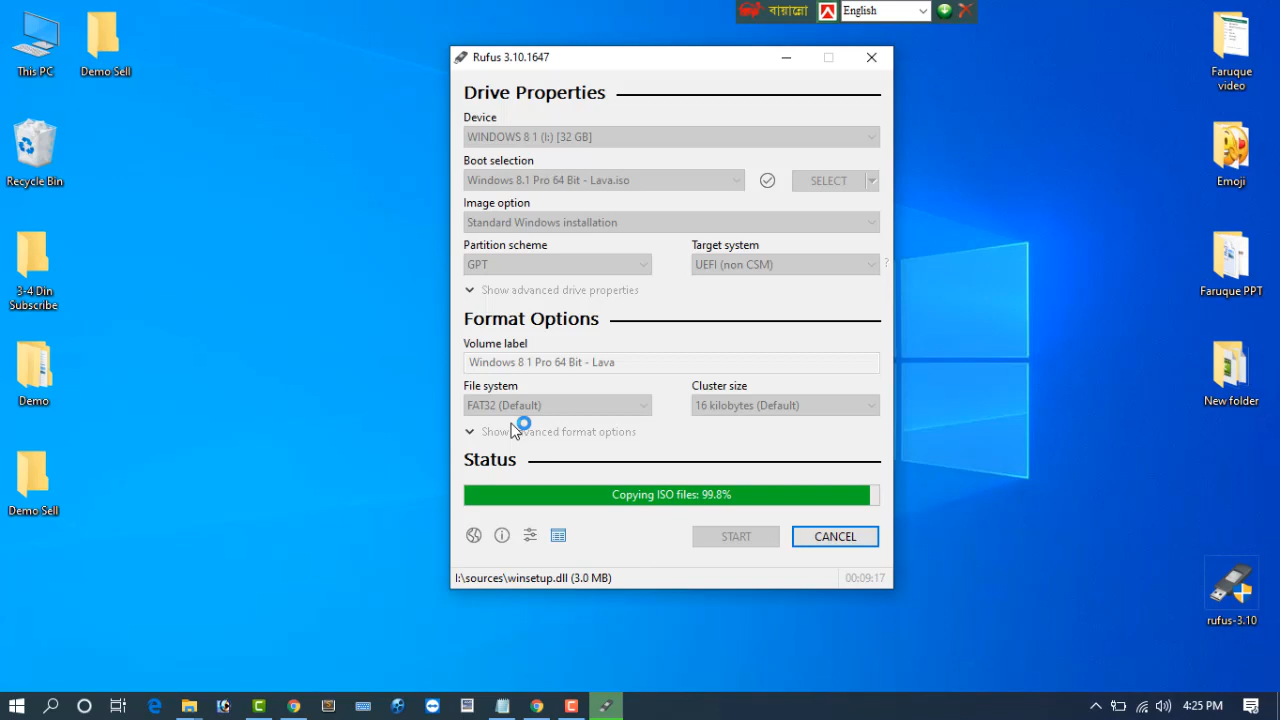 বায়ান্নো
English
This PC
Demo Sell
Recycle Bin
3-4 Din
Subscribe
Demo
Demo Sell
Rufus 3.10.1647
Drive Properties
Device
WINDOWS 8 1 (I:) [32 GB]
Boot selection
Windows 8.1 Pro 64 Bit - Lava.iso
SELECT
Image option
Standard Windows installation
Partition scheme
Target system
GPT
UEFI (non CSM)
?
Show advanced drive properties
Format Options
Volume label
Windows 8 1 Pro 64 Bit - Lava
File system
Cluster size
FAT32 (Default)
16 kilobytes (Default)
Show advanced format options
Status
Copying ISO files: 99.8%
START
CANCEL
I:\sources\winsetup.dll (3.0 MB)
00:09:17
Faruque
video
Emoji
Faruque PPT
New folder
rufus-3.10
4:25 PM